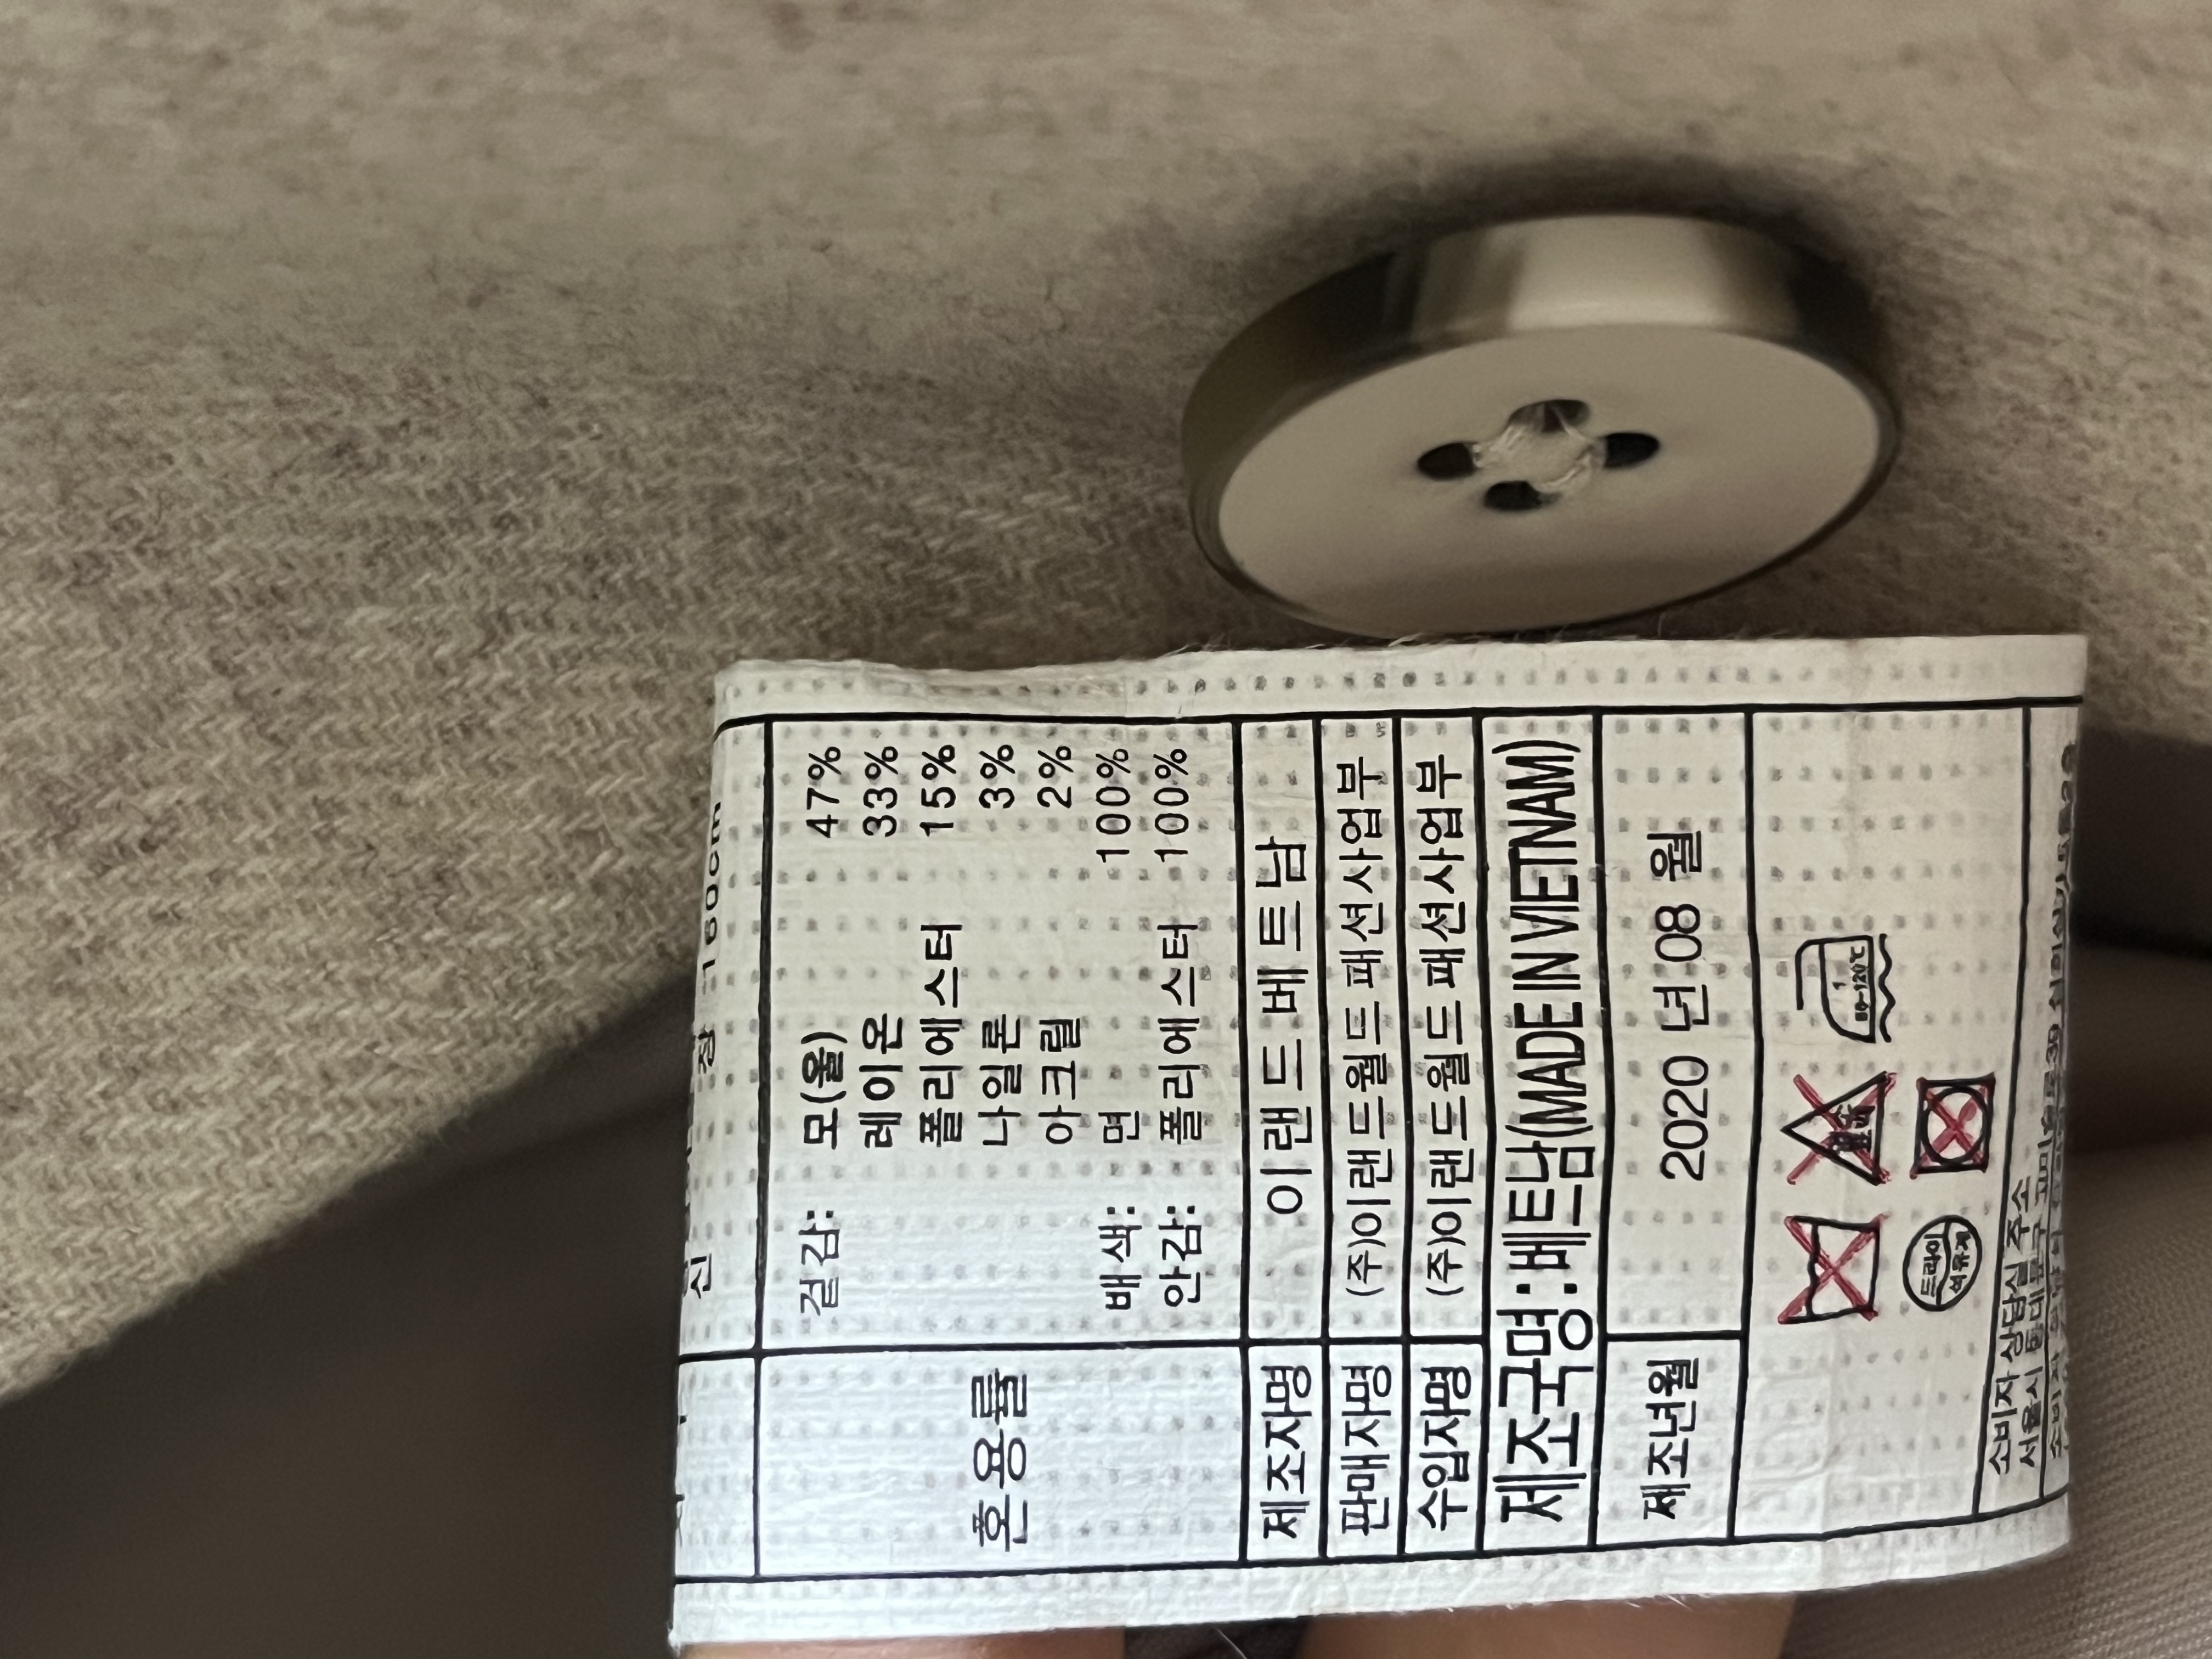 신 장 160cm
혼용률
겉감: 모(울) 47%
레이온 33%
폴리에스터 15%
나일론 3%
아크릴 2%
배색: 면 100%
안감: 폴리에스터 100%
제조자명 이랜드 베트남
판매자명 (주)이랜드월드 패션사업부
수입자명 (주)이랜드월드 패션사업부
제조국명:베트남(MADE IN VIETNAM)
제조년월 2020 년 08 월
1
80~120℃
드라이
석유계
소비자 상담실 주소
서울시 동대문구